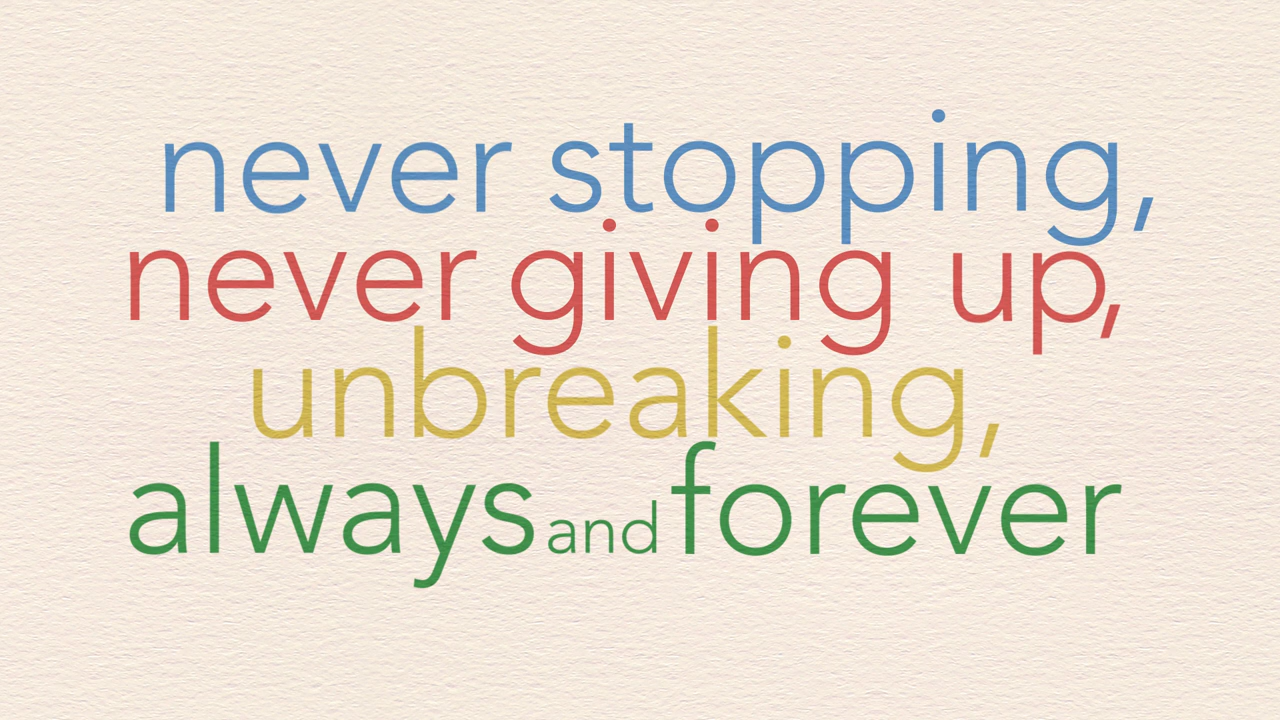 never stopping,
never giving up,
unbreaking,
always and forever